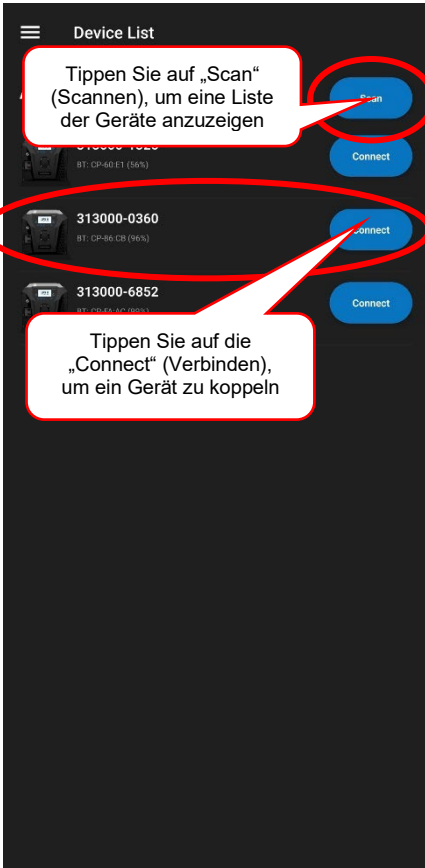 Device List
Tippen Sie auf „Scan“
(Scannen), um eine Liste
der Geräte anzuzeigen
Scan
BT: CP-60:E1 (56%)
Connect
313000-0360
BT: CP-86:CB (96%)
Connect
313000-6852
Connect
Tippen Sie auf die
„Connect“ (Verbinden),
um ein Gerät zu koppeln